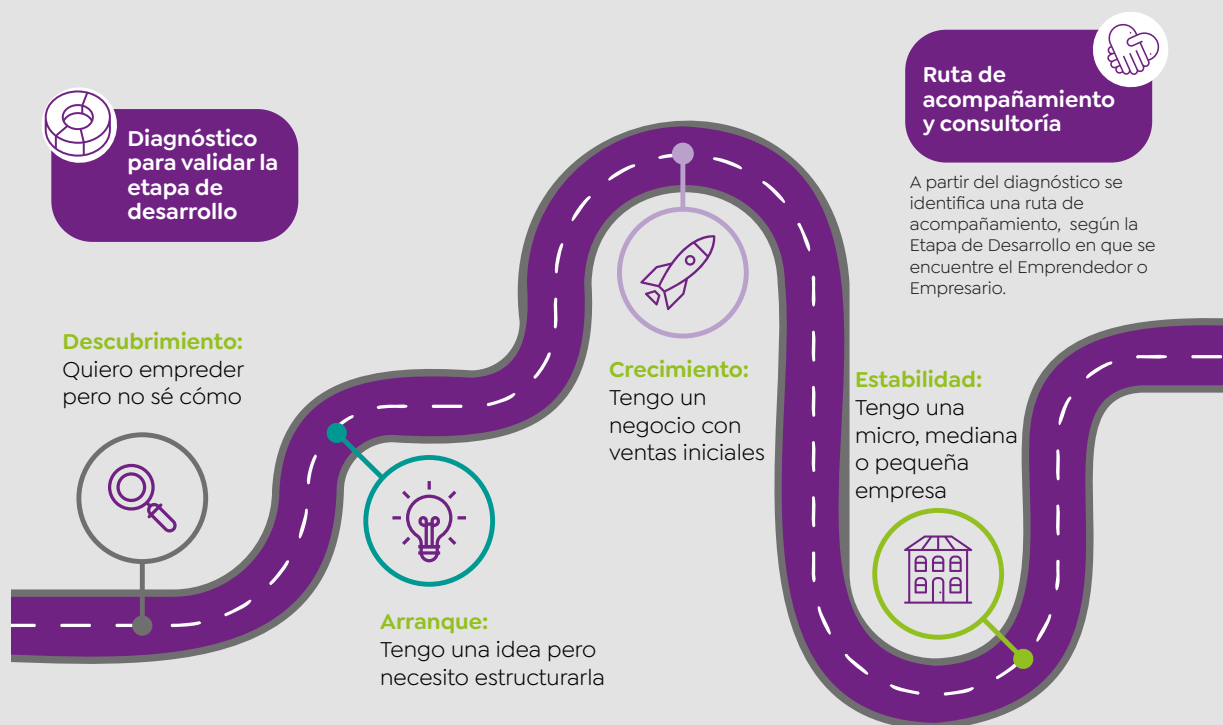 Diagnóstico
para validar la
etapa de
desarrollo
Ruta de
acompañamiento
y consultoría
A partir del diagnóstico se
identifica una ruta de
acompañamiento, según la
Etapa de Desarrollo en que se
encuentre el Emprendedor o
Empresario.
Descubrimiento:
Quiero empreder
pero no sé cómo
Arranque:
Tengo una idea pero
necesito estructurarla
Crecimiento:
Tengo un
negocio con
ventas iniciales
Estabilidad:
Tengo una
micro, mediana
o pequeña
empresa